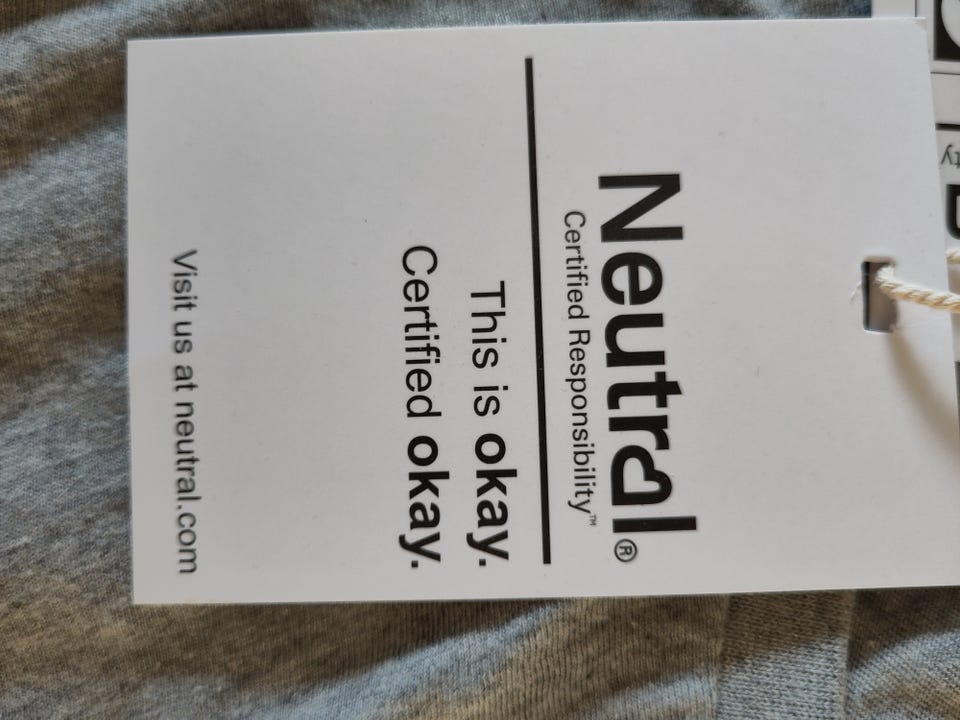 Neutral®
Certified Responsibility™
This is okay.
Certified okay.
Visit us at neutral.com